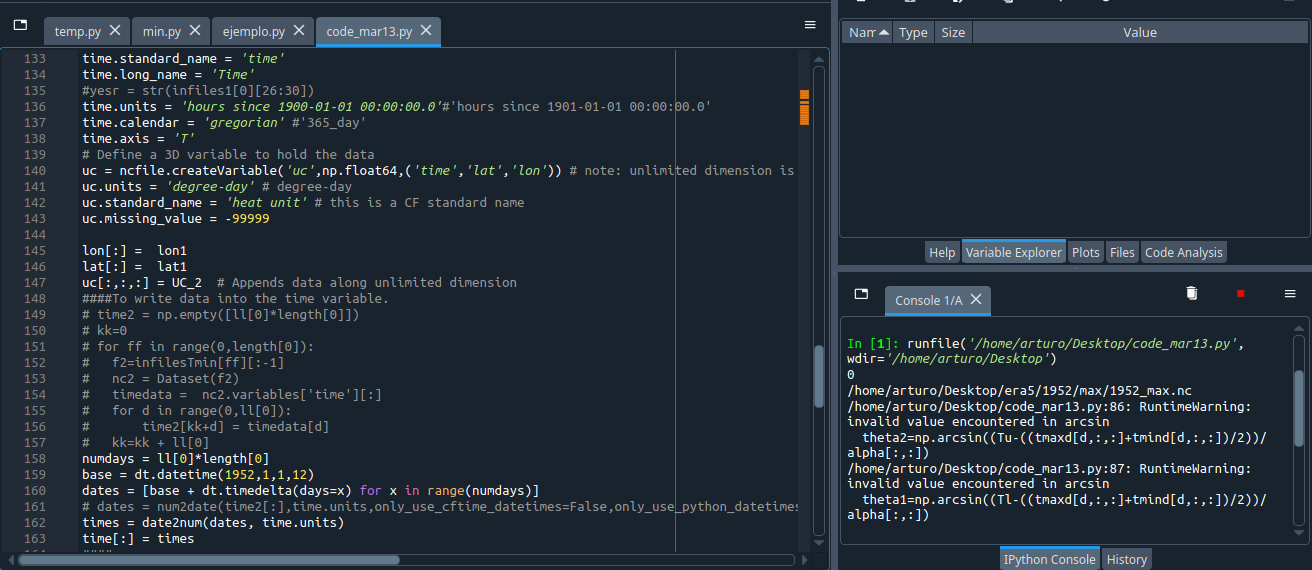 temp.py
min.py
ejemplo.py
code_mar13.py
133 time.standard_name = 'time'
134 time.long_name = 'Time'
135 #yesr = str(infiles1[0][26:30])
136 time.units = 'hours since 1900-01-01 00:00:00.0'#'hours since 1901-01-01 00:00:00.0'
137 time.calendar = 'gregorian' #'365_day'
138 time.axis = 'T'
139 # Define a 3D variable to hold the data
140 uc = ncfile.createVariable('uc',np.float64,('time','lat','lon')) # note: unlimited dimension is
141 uc.units = 'degree-day' # degree-day
142 uc.standard_name = 'heat unit' # this is a CF standard name
143 uc.missing_value = -99999
144
145 lon[:] =  lon1
146 lat[:] =  lat1
147 uc[:,:,:] = UC_2  # Appends data along unlimited dimension
148 ####To write data into the time variable.
149 # time2 = np.empty([ll[0]*length[0]])
150 # kk=0
151 # for ff in range(0,length[0]):
152 #   f2=infilesTmin[ff][:-1]
153 #   nc2 = Dataset(f2)
154 #   timedata =  nc2.variables['time'][:]
155 #   for d in range(0,ll[0]):
156 #       time2[kk+d] = timedata[d]
157 #   kk=kk + ll[0]
158 numdays = ll[0]*length[0]
159 base = dt.datetime(1952,1,1,12)
160 dates = [base + dt.timedelta(days=x) for x in range(numdays)]
161 # dates = num2date(time2[:],time.units,only_use_cftime_datetimes=False,only_use_python_datetimes
162 times = date2num(dates, time.units)
163 time[:] = times
Nam Type Size Value
Help Variable Explorer Plots Files Code Analysis
Console 1/A
In [1]: runfile('/home/arturo/Desktop/code_mar13.py',
wdir='/home/arturo/Desktop')
0
/home/arturo/Desktop/era5/1952/max/1952_max.nc
/home/arturo/Desktop/code_mar13.py:86: RuntimeWarning:
invalid value encountered in arcsin
  theta2=np.arcsin((Tu-((tmaxd[d,:,:]+tmind[d,:,:])/2))/
alpha[:,:])
/home/arturo/Desktop/code_mar13.py:87: RuntimeWarning:
invalid value encountered in arcsin
  theta1=np.arcsin((Tl-((tmaxd[d,:,:]+tmind[d,:,:])/2))/
alpha[:,:])
IPython Console History